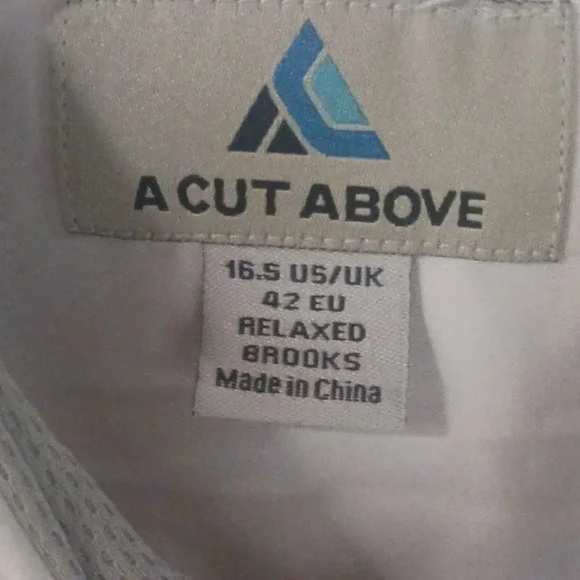 A CUT ABOVE
16.5 US/UK
42 EU
RELAXED
BROOKS
Made in China